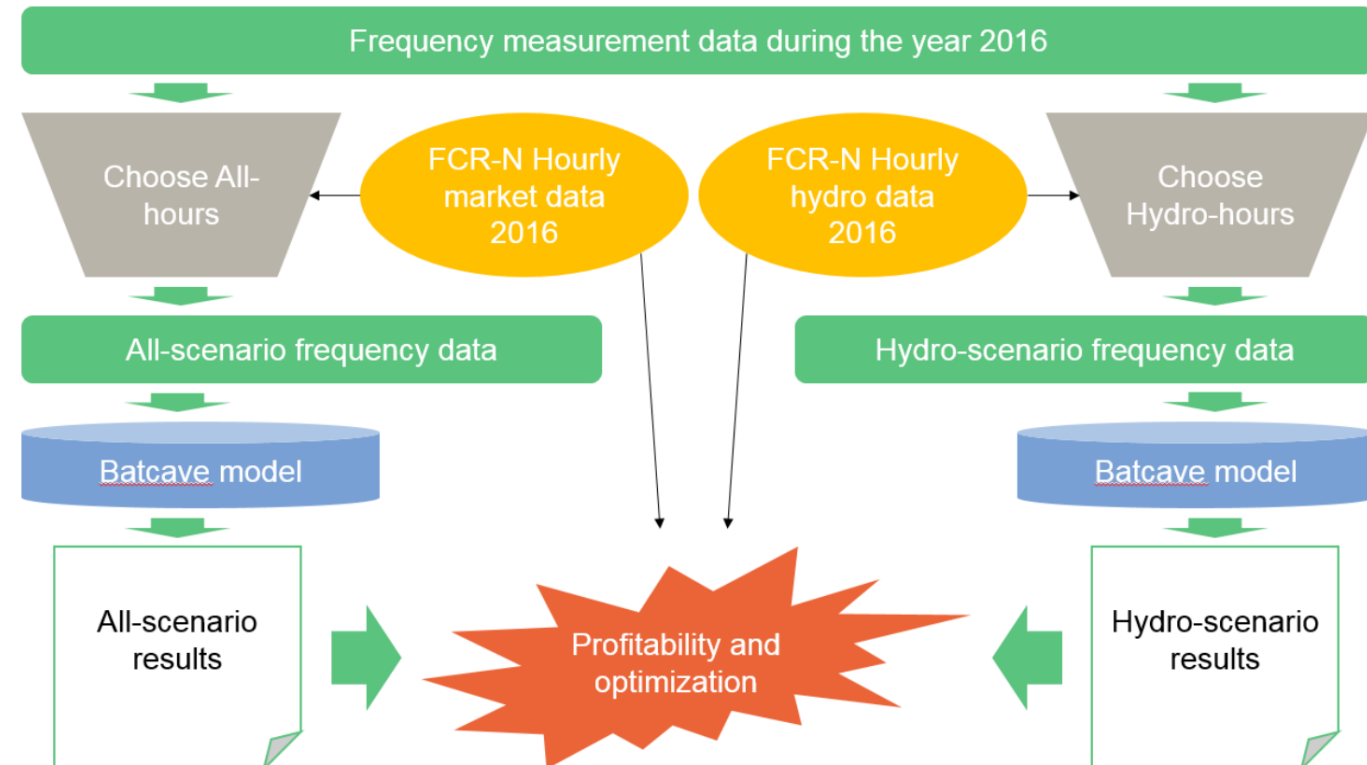 Frequency measurement data during the year 2016
Choose All-
hours
FCR-N Hourly
market data
2016
FCR-N Hourly
hydro data
2016
Choose
Hydro-hours
All-scenario frequency data
Hydro-scenario frequency data
Batcave model
Batcave model
All-scenario
results
Profitability and
optimization
Hydro-scenario
results